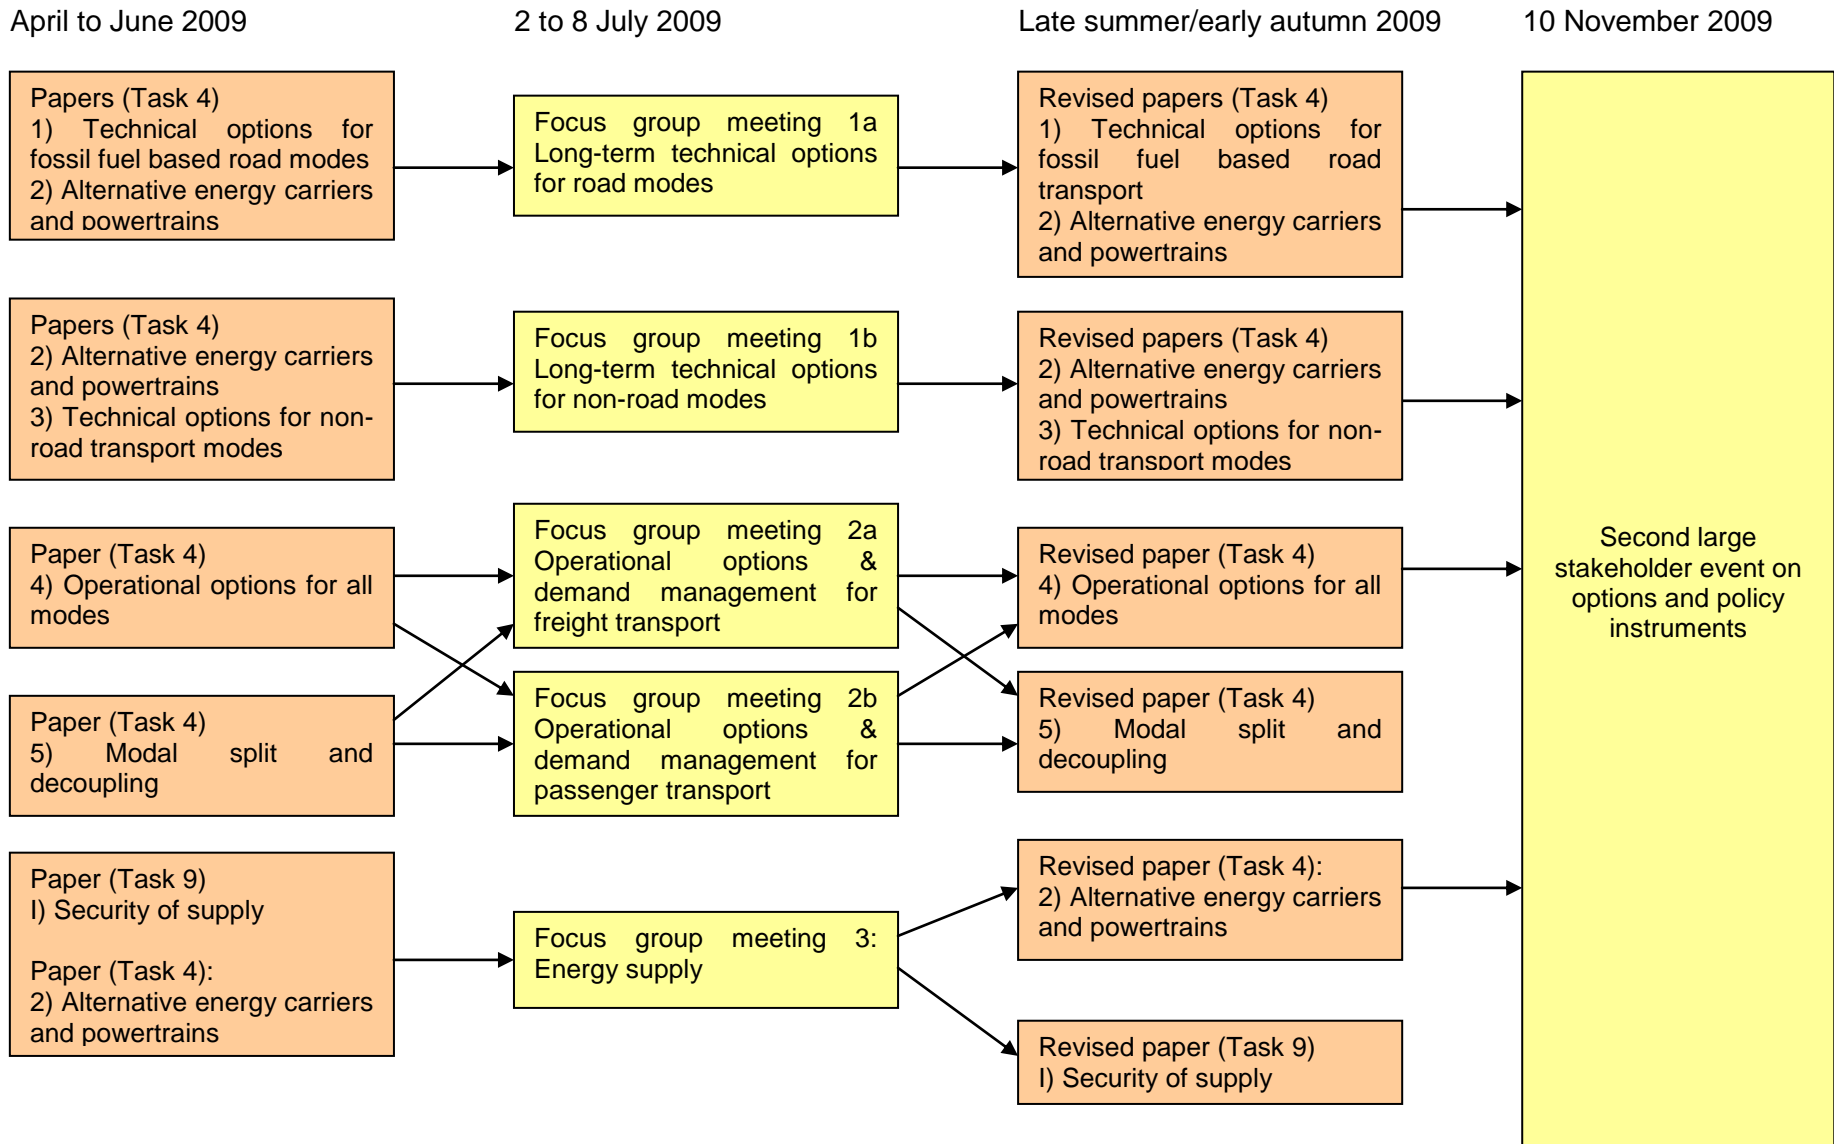 April to June 2009
2 to 8 July 2009
Late summer/early autumn 2009
10 November 2009
Papers (Task 4)
1) Technical options for
fossil fuel based road modes
2) Alternative energy carriers
and powertrains
Focus group meeting 1a
Long-term technical options
for road modes
Revised papers (Task 4)
1) Technical options for
fossil fuel based road
transport
2) Alternative energy carriers
and powertrains
Papers (Task 4)
2) Alternative energy carriers
and powertrains
3) Technical options for non-
road transport modes
Focus group meeting 1b
Long-term technical options
for non-road modes
Revised papers (Task 4)
2) Alternative energy carriers
and powertrains
3) Technical options for non-
road transport modes
Paper (Task 4)
4) Operational options for all
modes
Focus group meeting 2a
Operational options &
demand management for
freight transport
Revised paper (Task 4)
4) Operational options for all
modes
Paper (Task 4)
5) Modal split and
decoupling
Focus group meeting 2b
Operational options &
demand management for
passenger transport
Revised paper (Task 4)
5) Modal split and
decoupling
Paper (Task 9)
I) Security of supply
Paper (Task 4):
2) Alternative energy carriers
and powertrains
Focus group meeting 3:
Energy supply
Revised paper (Task 4):
2) Alternative energy carriers
and powertrains
Revised paper (Task 9)
I) Security of supply
Second large
stakeholder event on
options and policy
instruments